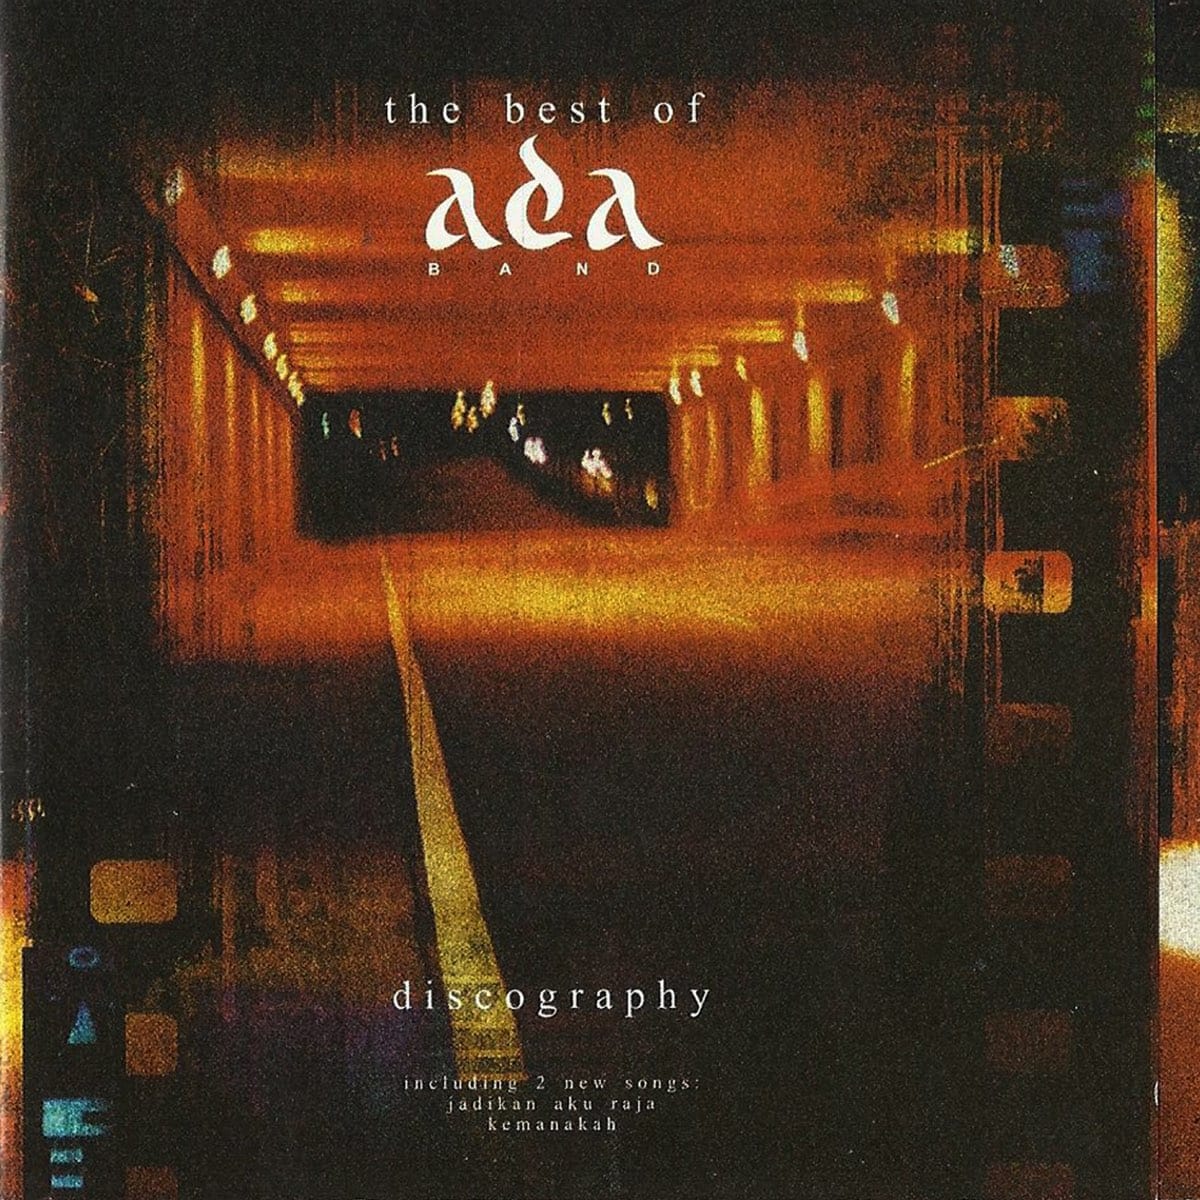 the best of
ada
BAND
discography
including 2 new songs:
jadikan aku raja
kemanakah